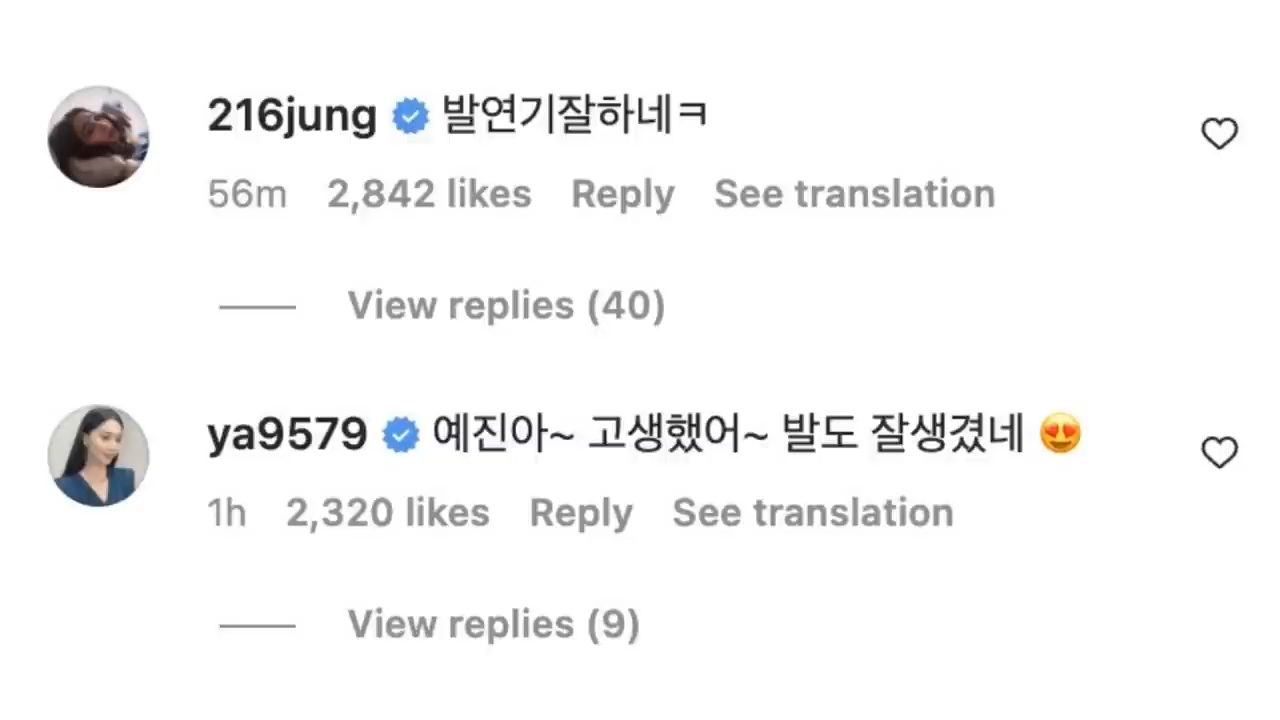 216jung 발연기잘하네ㅋ
56m 2,842 likes Reply See translation
View replies (40)
ya9579 예진아~ 고생했어~ 발도 잘생겼네 😍
1h 2,320 likes Reply See translation
View replies (9)